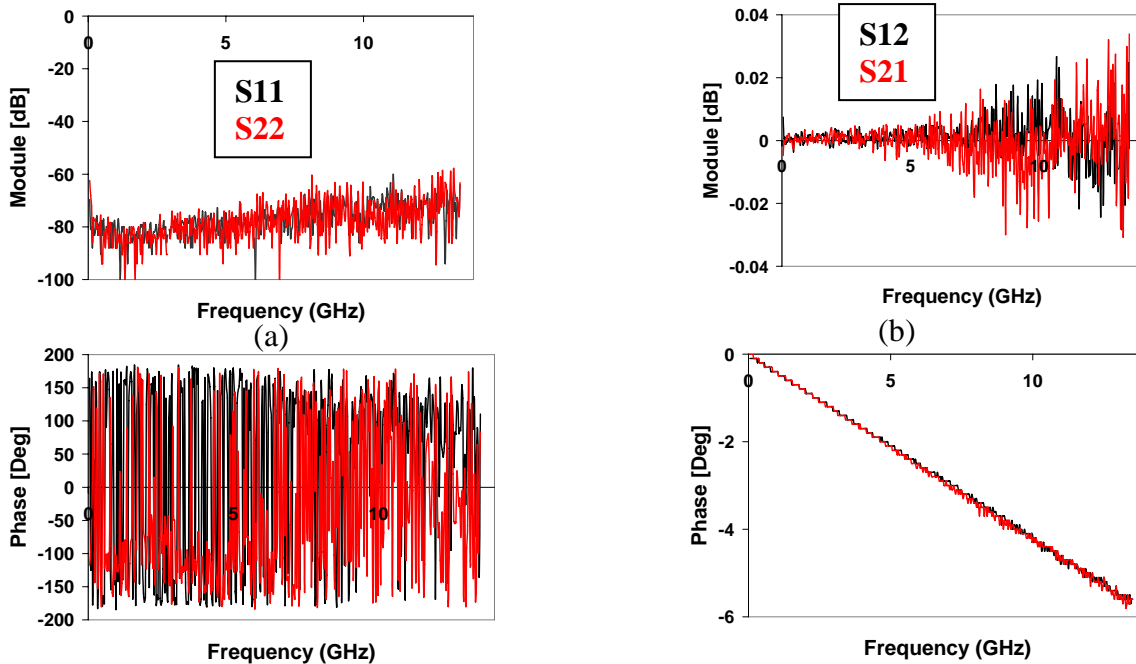 0
-20
-40
-60
-80
-100
0
5
10
Module [dB]
S11
S22
Frequency (GHz)
(a)
0.04
0.02
0
-0.02
-0.04
0
5
10
Module [dB]
S12
S21
Frequency (GHz)
(b)
200
150
100
50
0
-50
-100
-150
-200
0
5
10
Phase [Deg]
Frequency (GHz)
0
-2
-4
-6
0
5
10
Phase [Deg]
Frequency (GHz)